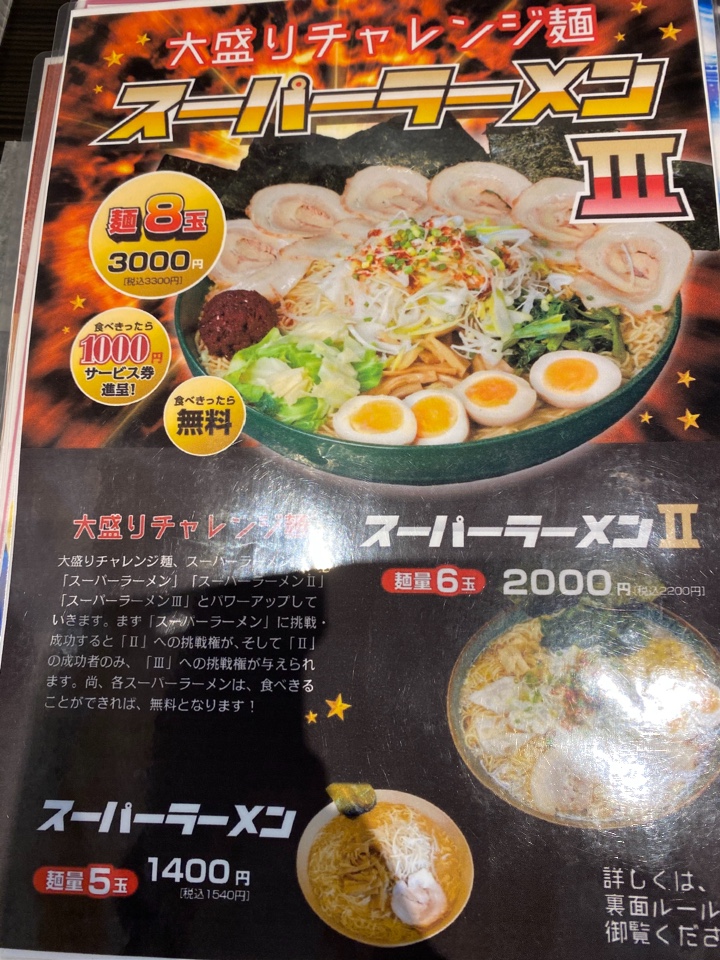 大盛りチャレンジ麺
スーパーラーメン
III
麺8玉
3000円
[税込3300円]
食べきったら
1000円
サービス券
進呈!
食べきったら
無料
大盛りチャレンジ麺
大盛りチャレンジ麺、スーパーラーメン
「スーパーラーメン」「スーパーラーメンII」
「スーパーラーメンIII」とパワーアップして
いきます。まず「スーパーラーメン」に挑戦・
成功すると「II」への挑戦権が、そして「II」
の成功者のみ、「III」への挑戦権が与えられ
ます。尚、各スーパーラーメンは、食べきる
ことができれば、無料となります!
スーパーラーメンII
麺量6玉 2000円[税込2200円]
スーパーラーメン
麺量5玉 1400円
[税込1540円]
詳しくは、
裏面ルール
御覧くださ